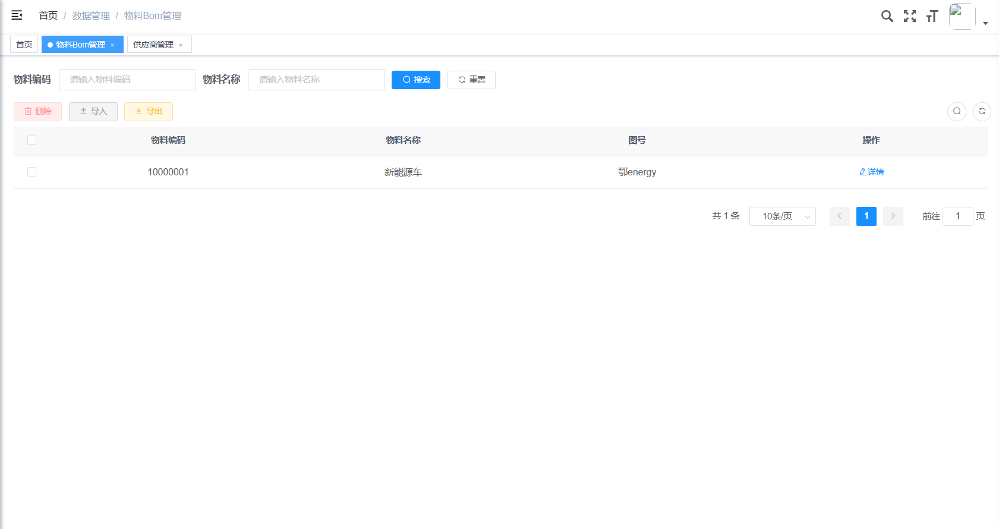 首页 / 数据管理 / 物料Bom管理
首页 物料Bom管理 × 供应商管理 ×
物料编码 请输入物料编码 物料名称 请输入物料名称 搜索 重置
删除 导入 导出
物料编码 物料名称 图号 操作
10000001 新能源车 鄂energy 详情
共 1 条 10条/页 1 前往 1 页